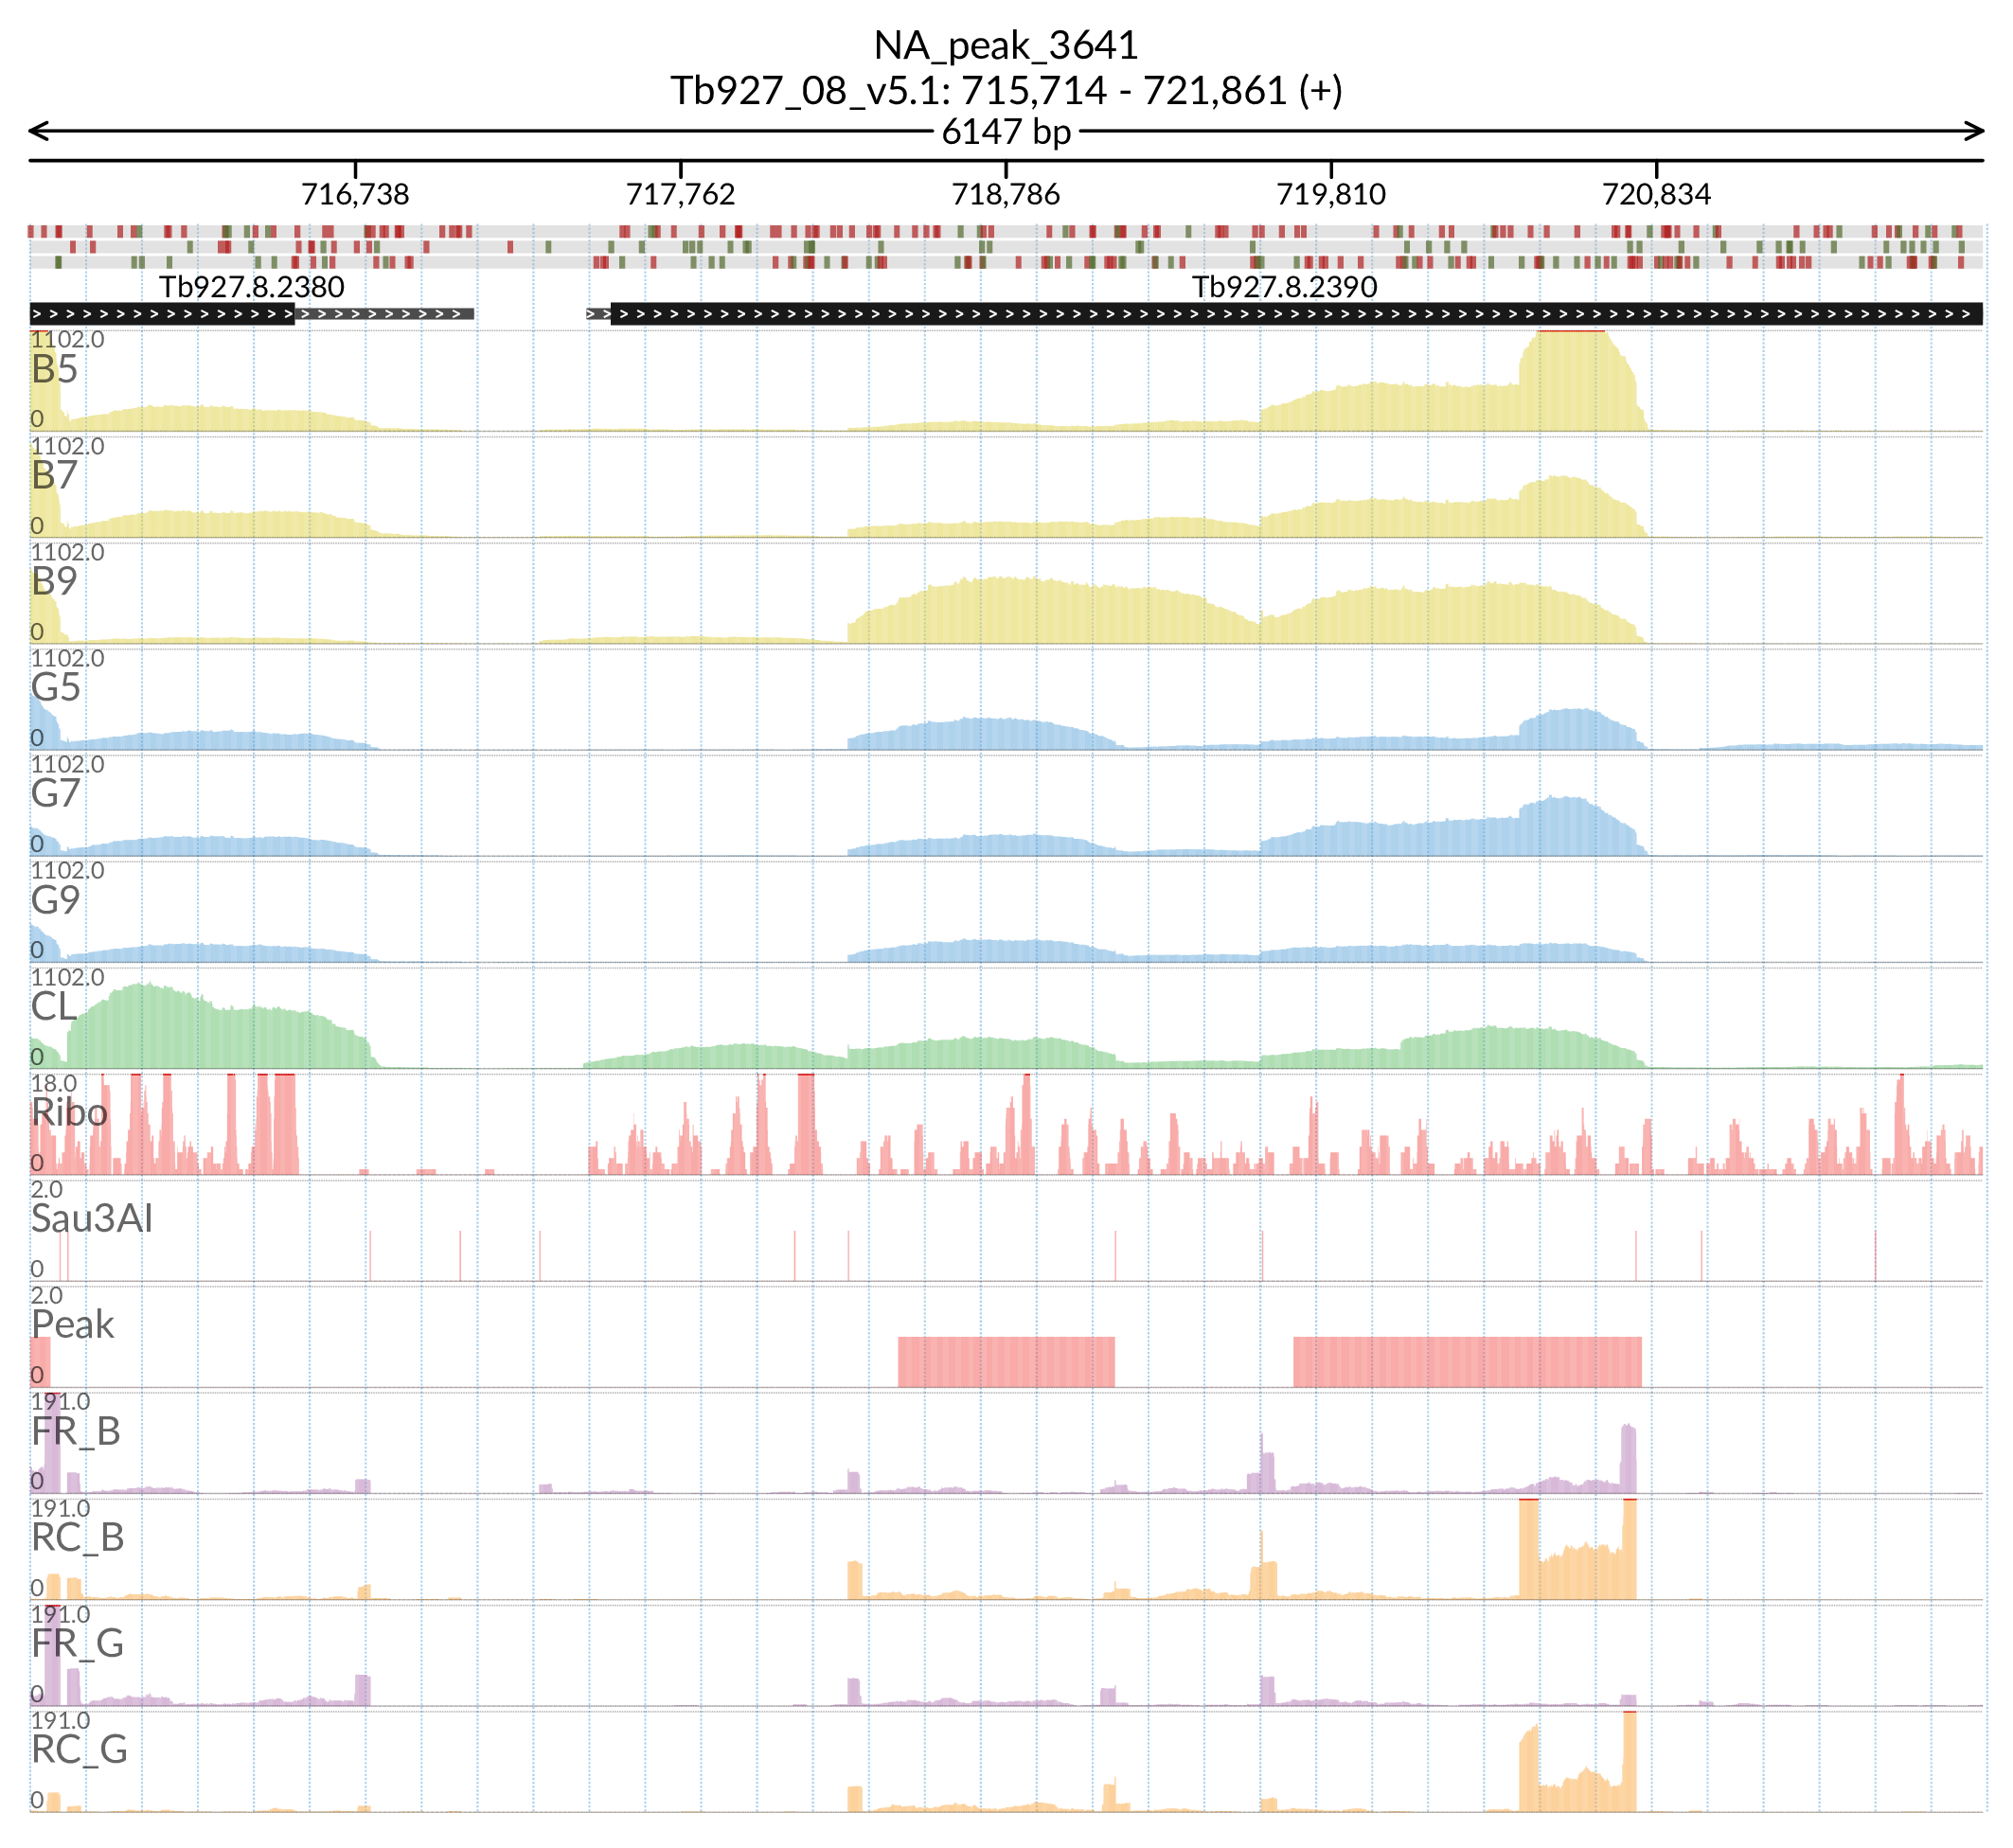 NA_peak_3641
Tb927_08_v5.1: 715,714 - 721,861 (+)
6147 bp
716,738 717,762 718,786 719,810 720,834
Tb927.8.2380 Tb927.8.2390
1102.0
B5
0
1102.0
B7
0
1102.0
B9
0
1102.0
G5
0
1102.0
G7
0
1102.0
G9
0
1102.0
CL
0
18.0
Ribo
0
2.0
Sau3AI
0
2.0
Peak
0
191.0
FR_B
0
191.0
RC_B
0
191.0
FR_G
0
191.0
RC_G
0